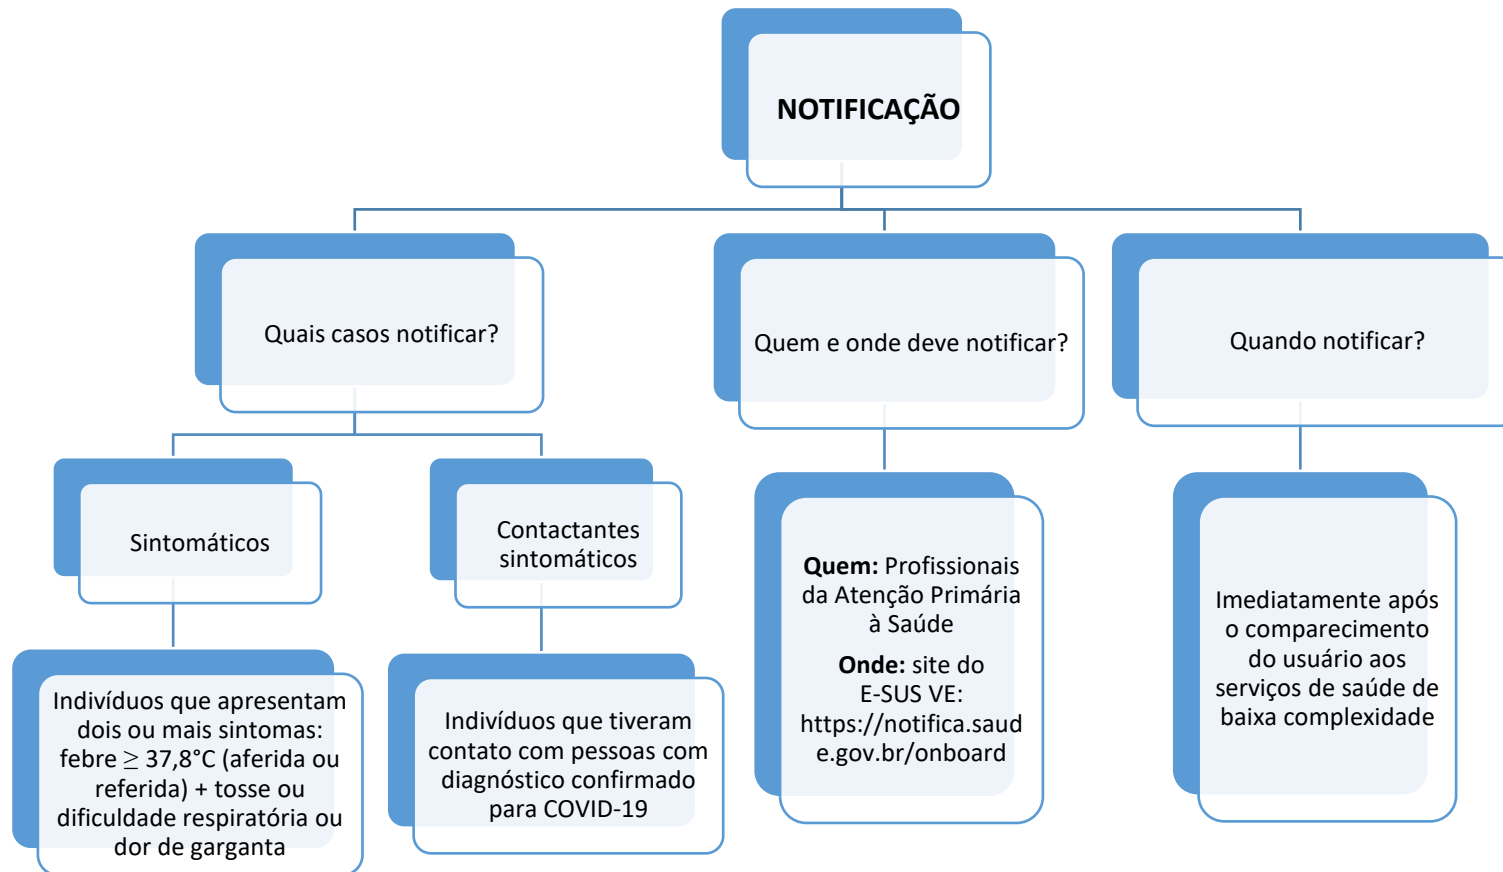 NOTIFICAÇÃO
Quais casos notificar?
Quem e onde deve notificar?
Quando notificar?
Sintomáticos
Contactantes
sintomáticos
Indivíduos que apresentam
dois ou mais sintomas:
febre ≥ 37,8°C (aferida ou
referida) + tosse ou
dificuldade respiratória ou
dor de garganta
Indivíduos que tiveram
contato com pessoas com
diagnóstico confirmado
para COVID-19
Quem: Profissionais
da Atenção Primária
à Saúde
Onde: site do
E-SUS VE:
https://notifica.saud
e.gov.br/onboard
Imediatamente após
o comparecimento
do usuário aos
serviços de saúde de
baixa complexidade